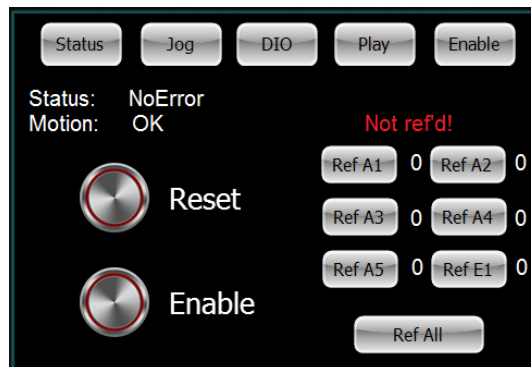 Status Jog DIO Play Enable
Status: NoError
Motion: OK Not ref'd!
Ref A1 0 Ref A2 0
Reset
Ref A3 0 Ref A4 0
Ref A5 0 Ref E1 0
Enable
Ref All